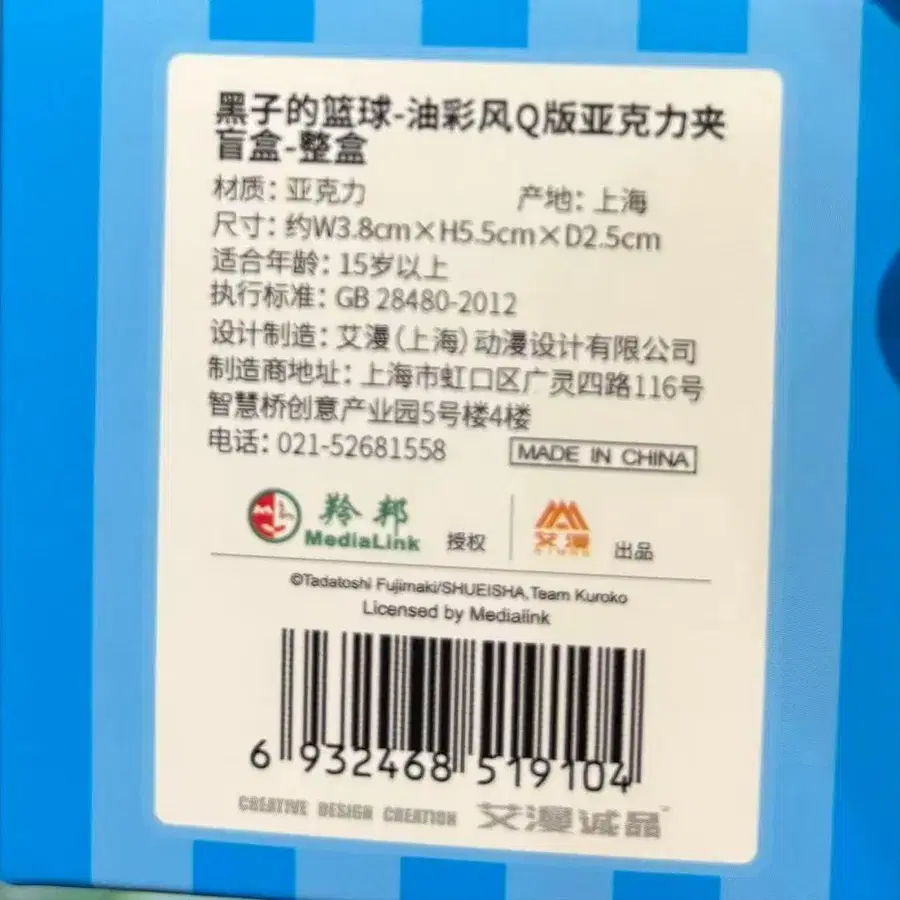 黑子的篮球-油彩风Q版亚克力夹
盲盒-整盒
材质：亚克力 产地：上海
尺寸：约W3.8cm×H5.5cm×D2.5cm
适合年龄：15岁以上
执行标准：GB 28480-2012
设计制造：艾漫（上海）动漫设计有限公司
制造商地址：上海市虹口区广灵四路116号
智慧桥创意产业园5号楼4楼
电话：021-52681558
MADE IN CHINA
羚邦
MediaLink 授权
艾漫 出品
©Tadatoshi Fujimaki/SHUEISHA,Team Kuroko
Licensed by Medialink
6 932468 519104
CREATIVE DESIGN CREATION 艾漫诚品